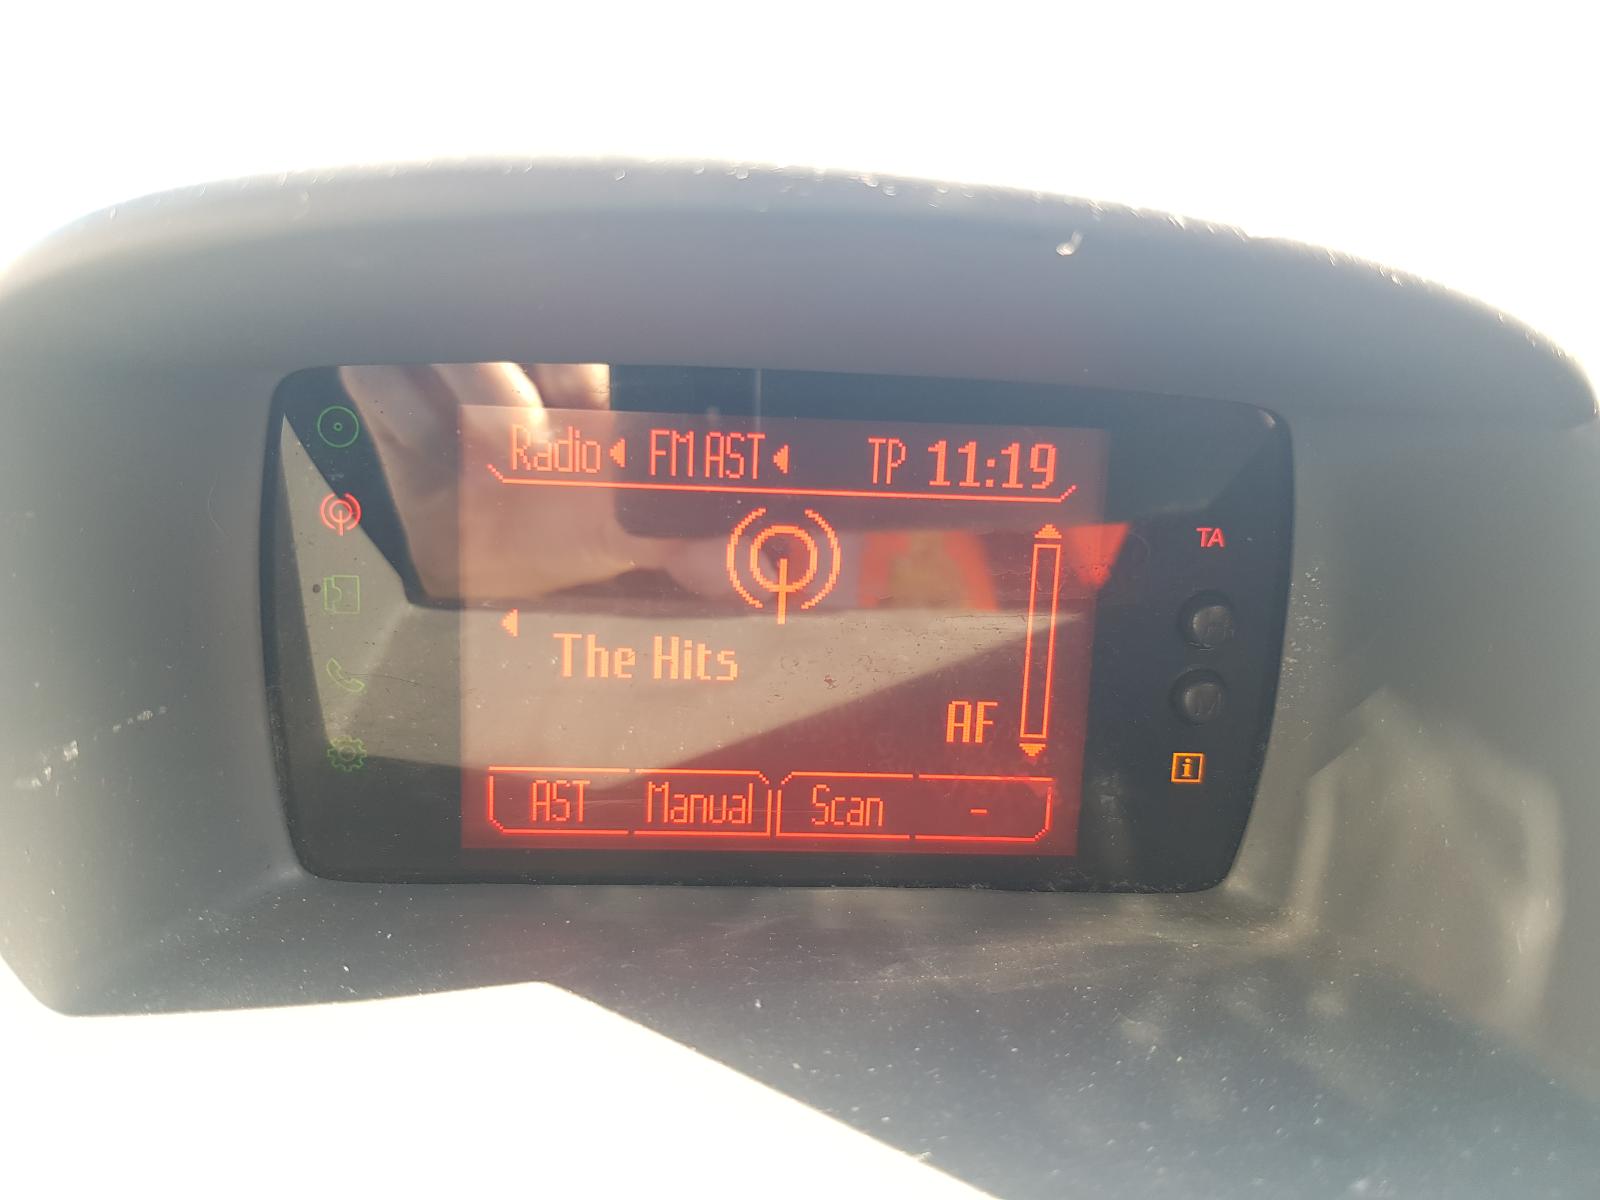 Radio FM AST TP 11:19
TA
The Hits
AF
i
AST Manual Scan -